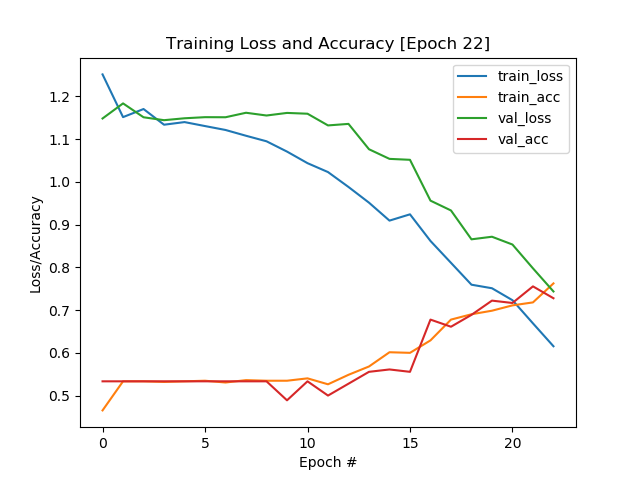 Training Loss and Accuracy [Epoch 22]
train_loss
train_acc
val_loss
val_acc
1.2
1.1
1.0
0.9
0.8
0.7
0.6
0.5
Loss/Accuracy
0
5
10
15
20
Epoch #